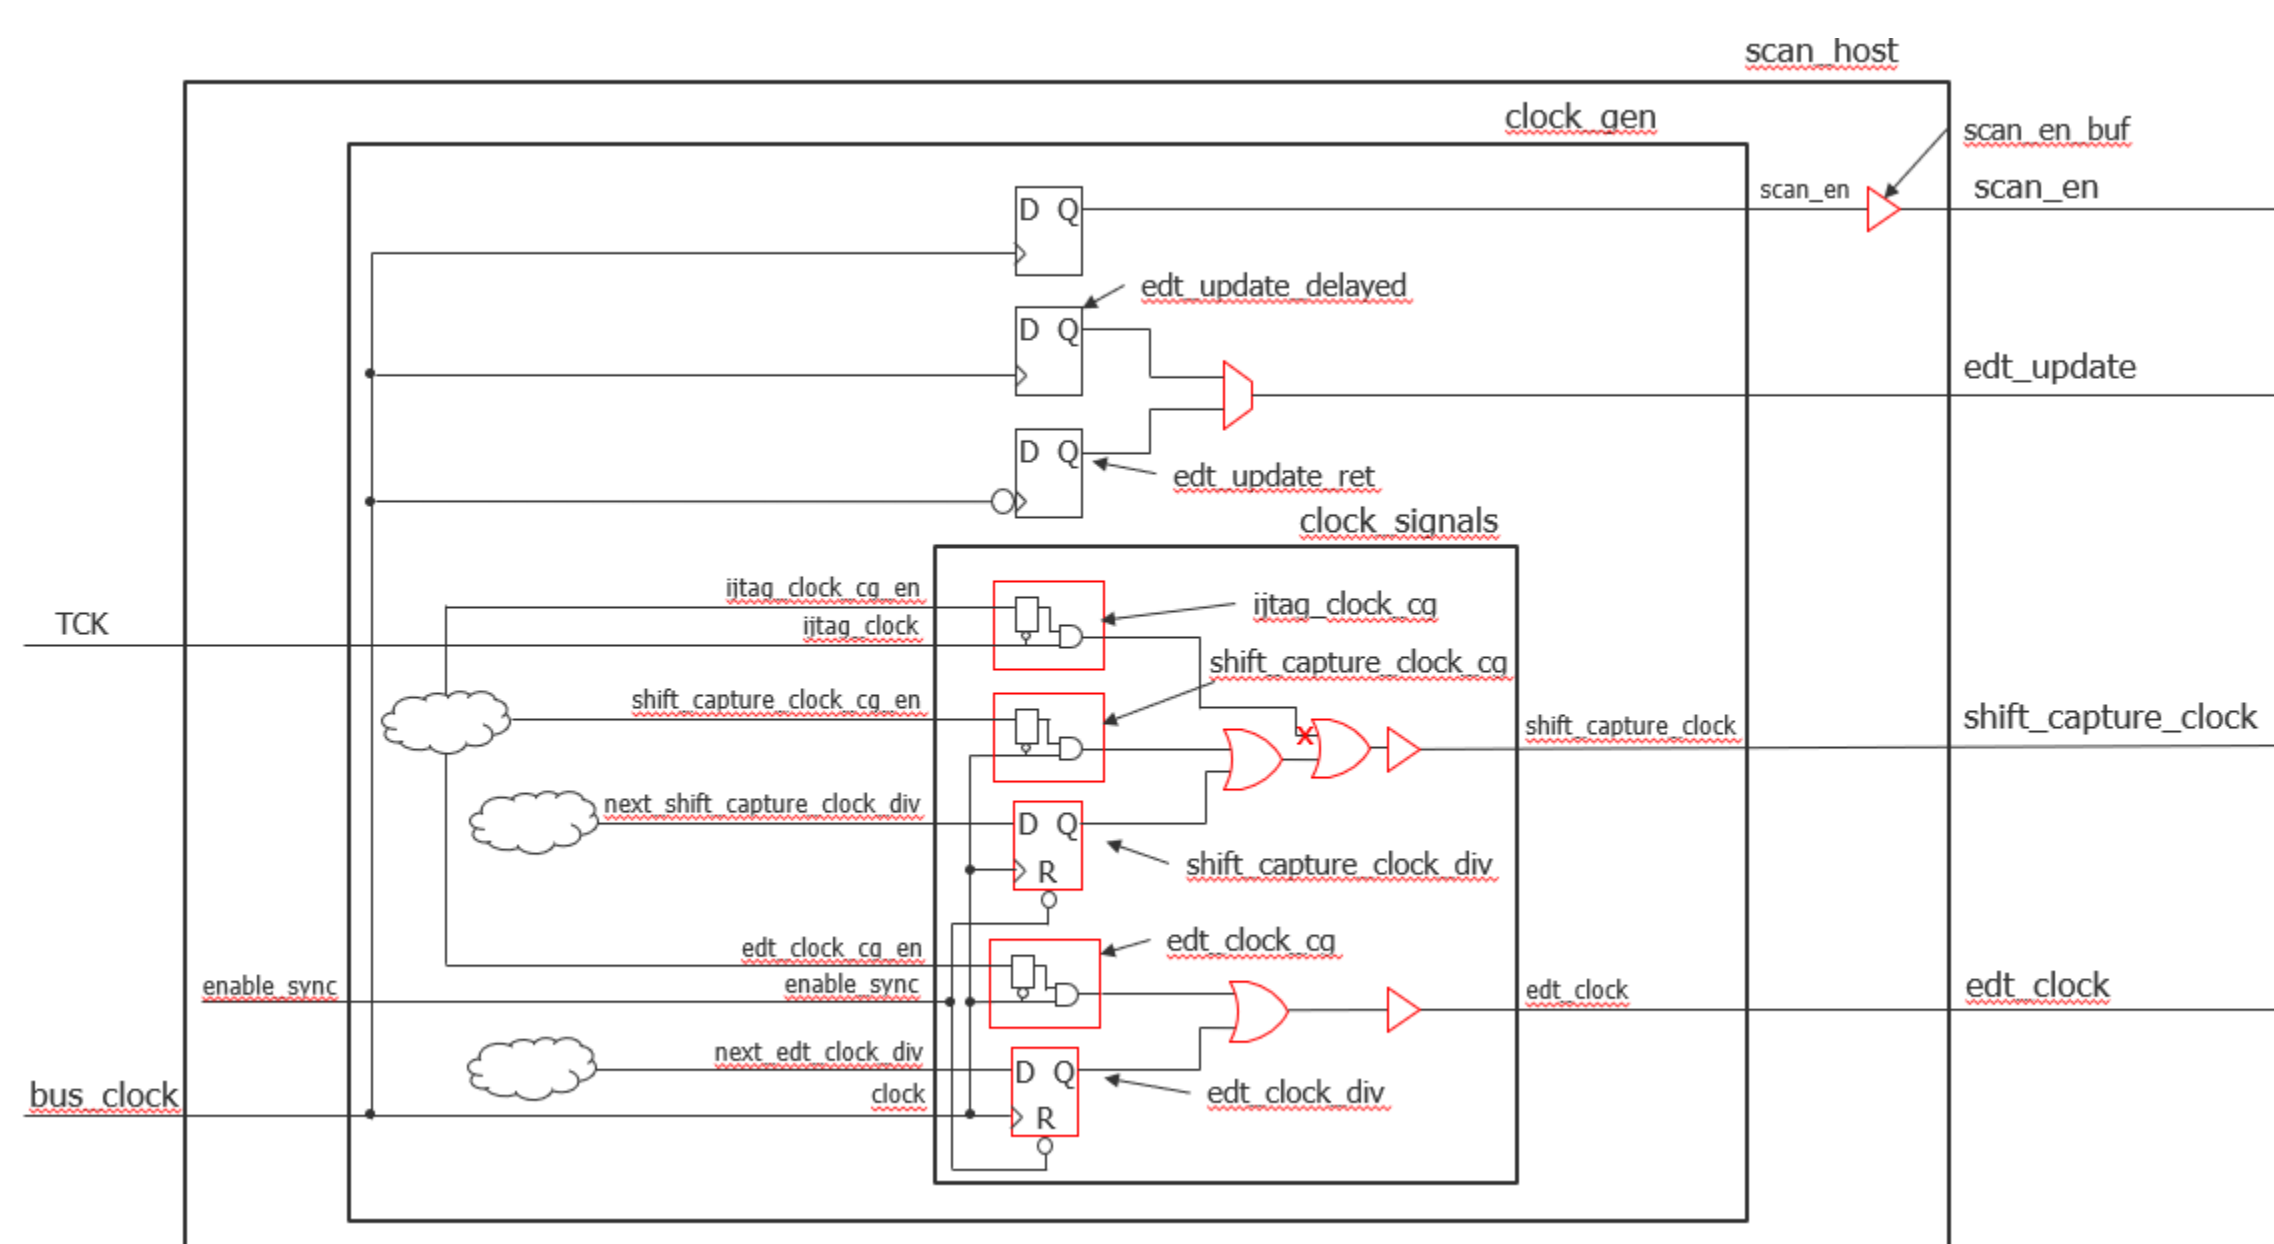 scan_host
clock_gen
scan_en_buf
scan_en
scan_en
D Q
edt_update_delayed
D Q
edt_update
D Q
edt_update_ret
clock_signals
ijtag_clock_cg_en
ijtag_clock_cg
TCK
ijtag_clock
shift_capture_clock_cg
shift_capture_clock_cg_en
shift_capture_clock
shift_capture_clock
X
next_shift_capture_clock_div
D Q
R
shift_capture_clock_div
edt_clock_cg_en
edt_clock_cg
enable_sync
enable_sync
edt_clock
edt_clock
next_edt_clock_div
D Q
bus_clock
clock
R
edt_clock_div